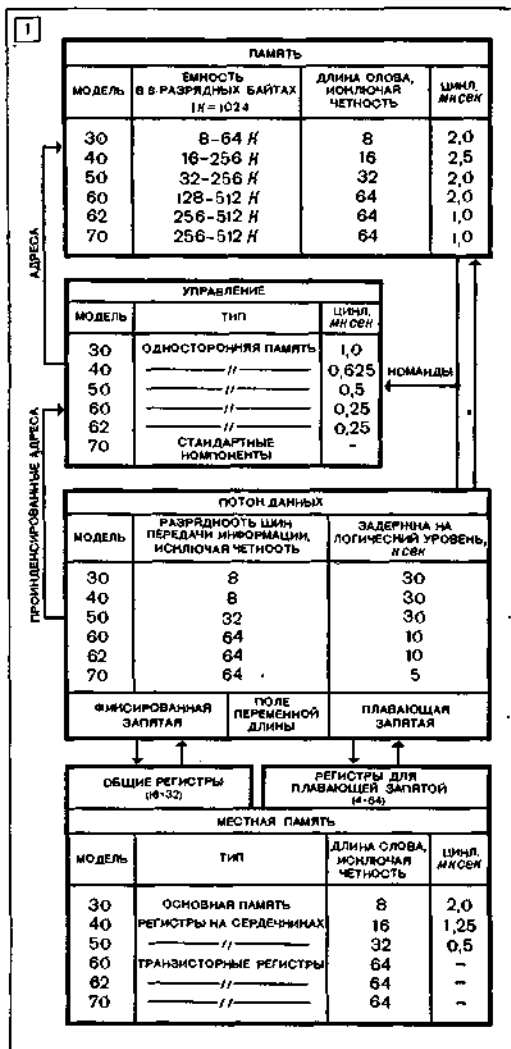 1
ПАМЯТЬ
МОДЕЛЬ ЕМКОСТЬ В 8-РАЗРЯДНЫХ БАЙТАХ 1К=1024 ДЛИНА СЛОВА, ИСКЛЮЧАЯ ЧЕТНОСТЬ ЦИКЛ, МКСЕК
30 8-64 К 8 2,0
40 16-256 К 16 2,5
50 32-256 К 32 2,0
60 128-512 К 64 2,0
62 256-512 К 64 1,0
70 256-512 К 64 1,0
АДРЕСА
УПРАВЛЕНИЕ
МОДЕЛЬ ТИП ЦИКЛ, МКСЕК
30 ОДНОСТОРОННЯЯ ПАМЯТЬ 1,0
40 —〃— 0,625
50 —〃— 0,5
60 —〃— 0,25
62 —〃— 0,25
70 СТАНДАРТНЫЕ КОМПОНЕНТЫ –
КОМАНДЫ
ПРОИНДЕКСИРОВАННЫЕ АДРЕСА
ПОТОК ДАННЫХ
МОДЕЛЬ РАЗРЯДНОСТЬ ШИН ПЕРЕДАЧИ ИНФОРМАЦИИ, ИСКЛЮЧАЯ ЧЕТНОСТЬ ЗАДЕРЖКА НА ЛОГИЧЕСКИЙ УРОВЕНЬ, НСЕК
30 8 30
40 8 30
50 32 30
60 64 10
62 64 10
70 64 5
ФИКСИРОВАННАЯ ЗАПЯТАЯ ПОЛЕ ПЕРЕМЕННОЙ ДЛИНЫ ПЛАВАЮЩАЯ ЗАПЯТАЯ
ОБЩИЕ РЕГИСТРЫ (16·32) РЕГИСТРЫ ДЛЯ ПЛАВАЮЩЕЙ ЗАПЯТОЙ (4·64)
МЕСТНАЯ ПАМЯТЬ
МОДЕЛЬ ТИП ДЛИНА СЛОВА, ИСКЛЮЧАЯ ЧЕТНОСТЬ ЦИКЛ, МКСЕК
30 ОСНОВНАЯ ПАМЯТЬ 8 2,0
40 РЕГИСТРЫ НА СЕРДЕЧНИКАХ 16 1,25
50 —〃— 32 0,5
60 ТРАНЗИСТОРНЫЕ РЕГИСТРЫ 64 –
62 —〃— 64 –
70 —〃— 64 –